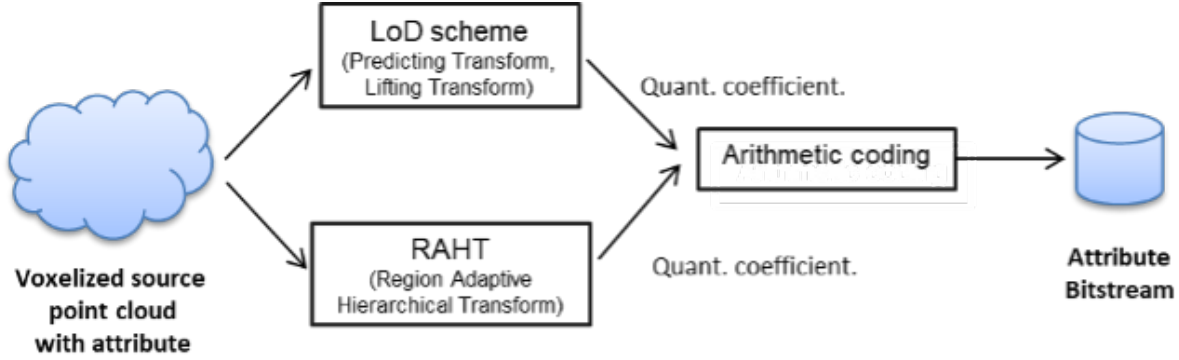 LoD scheme
(Predicting Transform,
Lifting Transform)
Quant. coefficient.
Arithmetic coding
RAHT
(Region Adaptive
Hierarchical Transform)
Quant. coefficient.
Voxelized source
point cloud
with attribute
Attribute
Bitstream